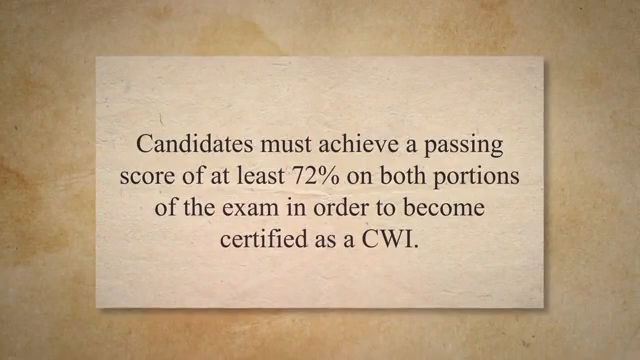 Candidates must achieve a passing
score of at least 72% on both portions
of the exam in order to become
certified as a CWI.